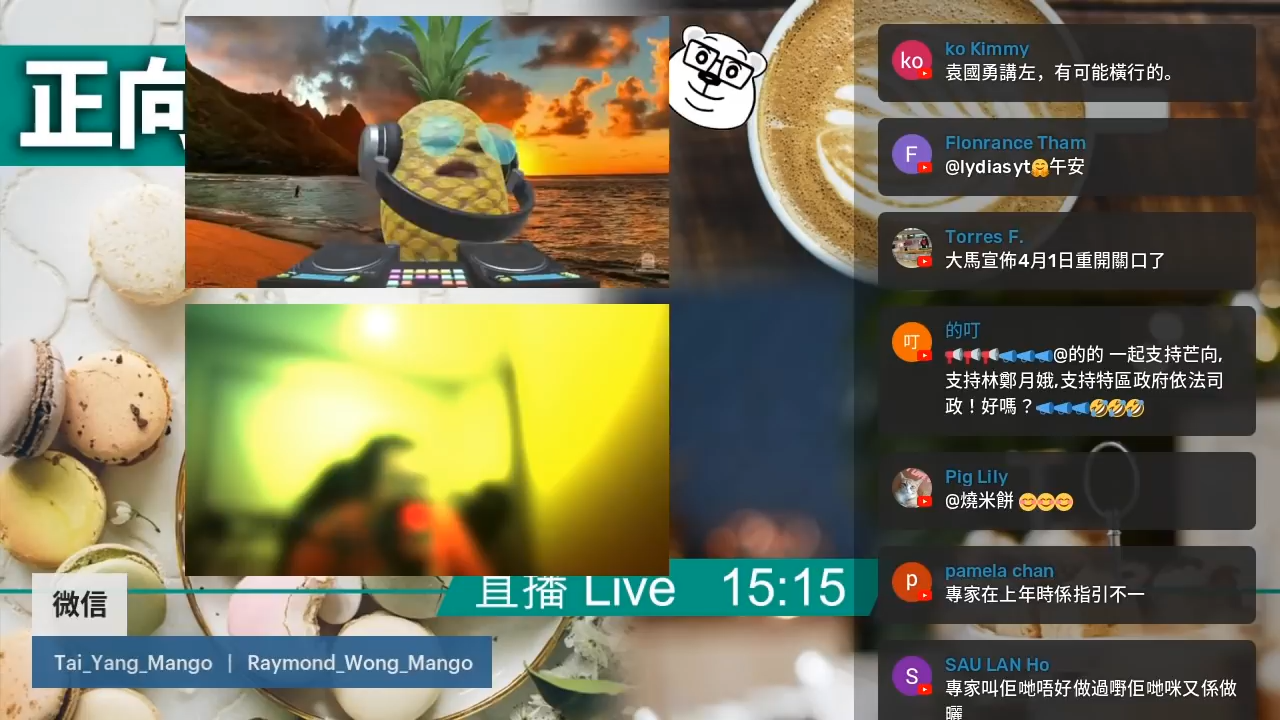 正向
ko Kimmy
袁國勇講左，有可能橫行的。
Flonrance Tham
@lydiasyt🤗午安
Torres F.
大馬宣佈4月1日重開關口了
的叮
📢📢📢📣📣📣@的的 一起支持芒向,
支持林鄭月娥,支持特區政府依法司
政！好嗎？📣📣📣🤣🤣🤣
Pig Lily
@燒米餅 😊😊😊
pamela chan
專家在上年時係指引不一
SAU LAN Ho
專家叫佢哋唔好做過嘢佢哋咪又係做
曬
直播 Live 15:15
微信
Tai_Yang_Mango | Raymond_Wong_Mango